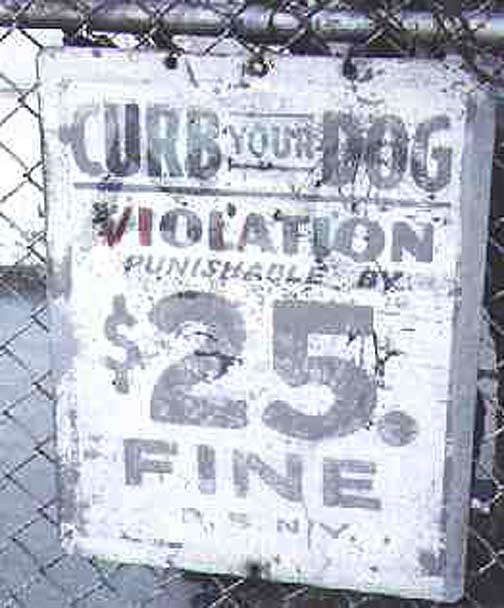 CURB YOUR DOG
VIOLATION
PUNISHABLE BY
$25.
FINE
D.S.N.Y.